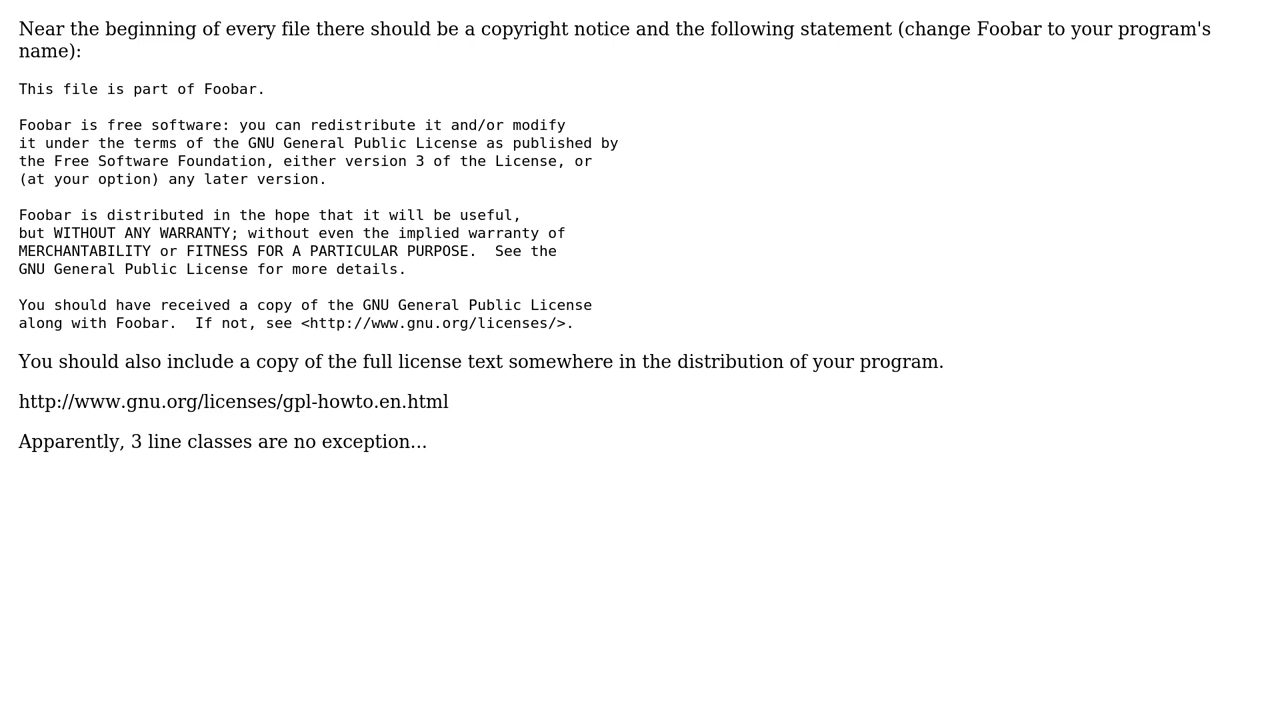 Near the beginning of every file there should be a copyright notice and the following statement (change Foobar to your program's
name):
This file is part of Foobar.
Foobar is free software: you can redistribute it and/or modify
it under the terms of the GNU General Public License as published by
the Free Software Foundation, either version 3 of the License, or
(at your option) any later version.
Foobar is distributed in the hope that it will be useful,
but WITHOUT ANY WARRANTY; without even the implied warranty of
MERCHANTABILITY or FITNESS FOR A PARTICULAR PURPOSE.  See the
GNU General Public License for more details.
You should have received a copy of the GNU General Public License
along with Foobar.  If not, see <http://www.gnu.org/licenses/>.
You should also include a copy of the full license text somewhere in the distribution of your program.
http://www.gnu.org/licenses/gpl-howto.en.html
Apparently, 3 line classes are no exception...